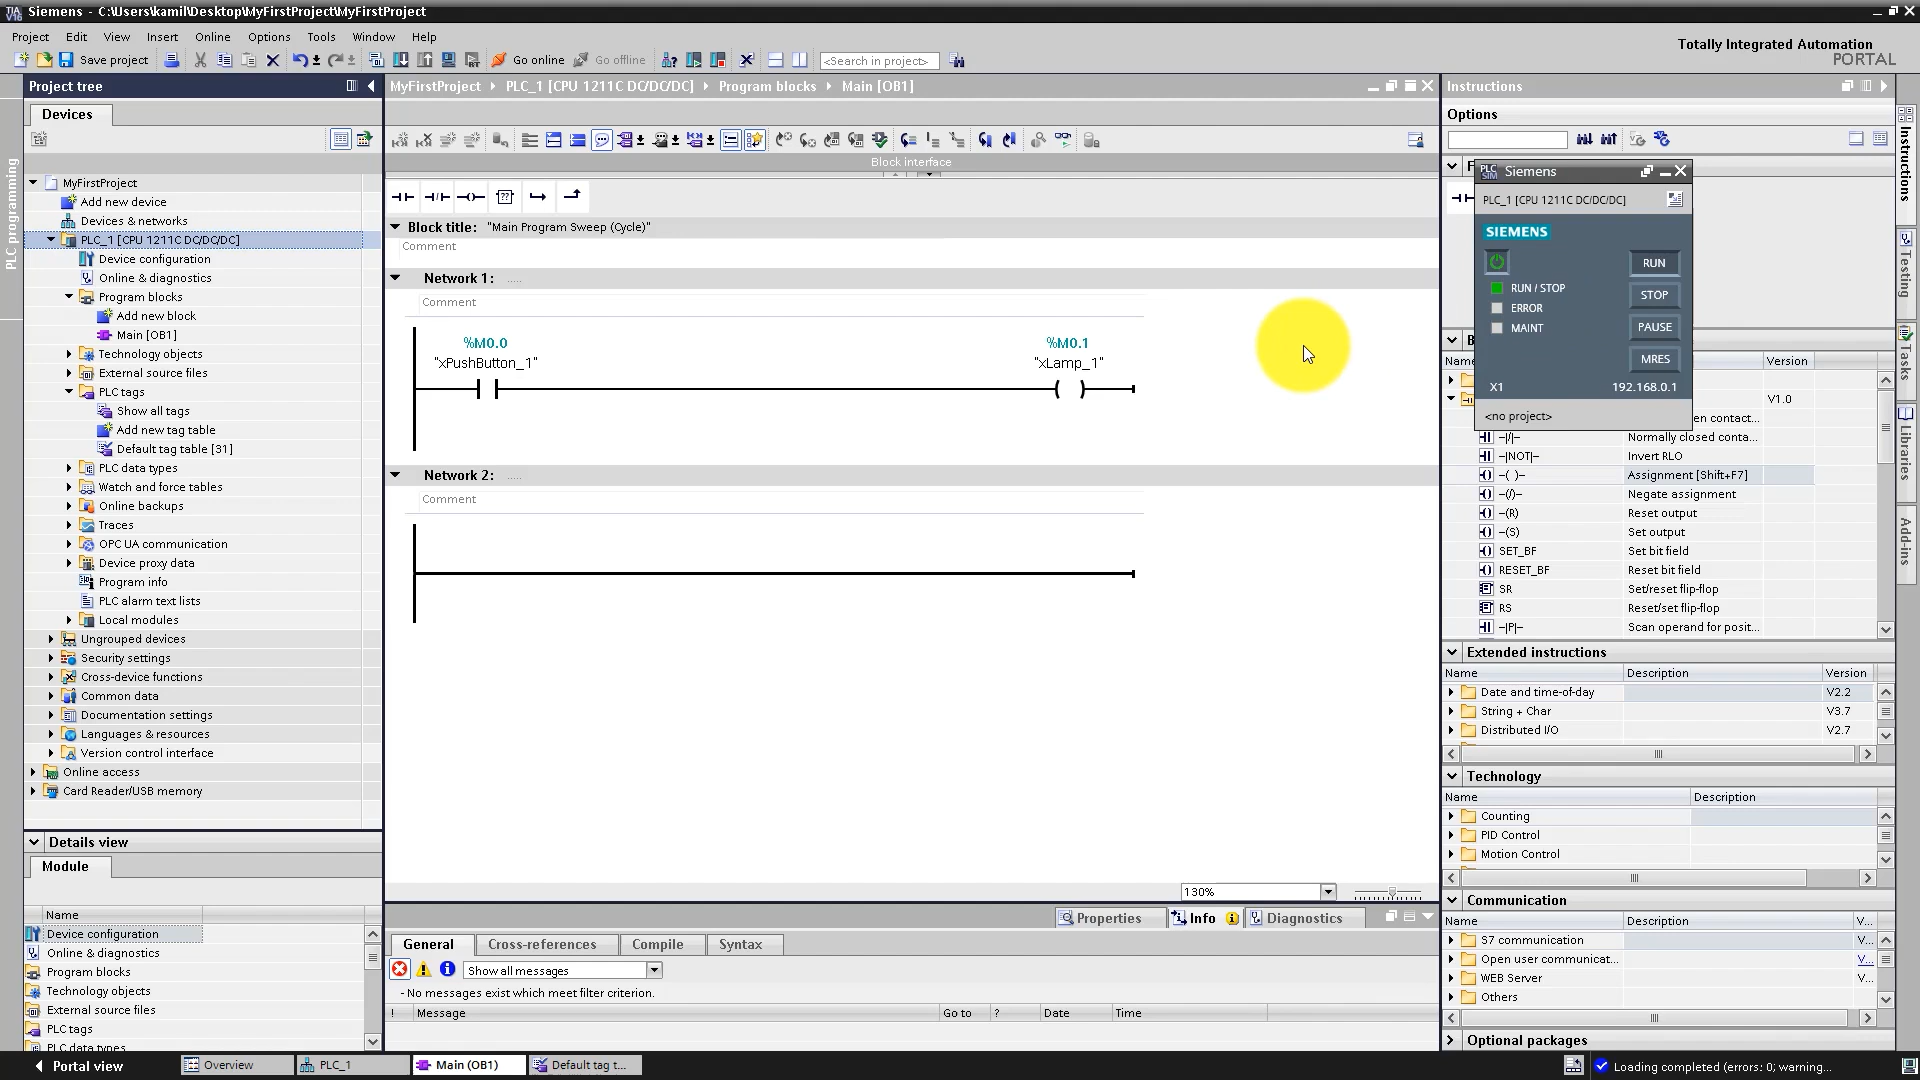 Siemens - C:\Users\kamil\Desktop\MyFirstProject\MyFirstProject
Project Edit View Insert Online Options Tools Window Help
Totally Integrated Automation
PORTAL
Save project
Go online
Go offline
<Search in project>
PLC programming
Project tree
Devices
MyFirstProject
Add new device
Devices & networks
PLC_1 [CPU 1211C DC/DC/DC]
Device configuration
Online & diagnostics
Program blocks
Add new block
Main [OB1]
Technology objects
External source files
PLC tags
Show all tags
Add new tag table
Default tag table [31]
PLC data types
Watch and force tables
Online backups
Traces
OPC UA communication
Device proxy data
Program info
PLC alarm text lists
Local modules
Ungrouped devices
Security settings
Cross-device functions
Common data
Documentation settings
Languages & resources
Version control interface
Online access
Card Reader/USB memory
Details view
Module
Name
Device configuration
Online & diagnostics
Program blocks
Technology objects
External source files
PLC tags
PLC data types
MyFirstProject PLC_1 [CPU 1211C DC/DC/DC] Program blocks Main [OB1]
Block interface
Block title: "Main Program Sweep (Cycle)"
Comment
Network 1: .....
Comment
%M0.0
"xPushButton_1"
%M0.1
"xLamp_1"
Network 2: .....
Comment
130%
Properties
Info
Diagnostics
General
Cross-references
Compile
Syntax
Show all messages
- No messages exist which meet filter criterion.
! Message Go to ? Date Time
Instructions
Options
PLC SIM Siemens
PLC_1 [CPU 1211C DC/DC/DC]
SIEMENS
RUN
RUN / STOP
STOP
ERROR
MAINT
PAUSE
MRES
X1 192.168.0.1
<no project>
Version
V1.0
Normally closed conta...
-|NOT|- Invert RLO
-( )- Assignment [Shift+F7]
-(/)- Negate assignment
-(R) Reset output
-(S) Set output
SET_BF Set bit field
RESET_BF Reset bit field
SR Set/reset flip-flop
RS Reset/set flip-flop
-|P|- Scan operand for posit...
Extended instructions
Name Description Version
Date and time-of-day V2.2
String + Char V3.7
Distributed I/O V2.7
Technology
Name Description
Counting
PID Control
Motion Control
Communication
Name Description V...
S7 communication V...
Open user communicat... V...
WEB Server V...
Others
Optional packages
Instructions
Testing
Tasks
Libraries
Add-ins
Portal view
Overview
PLC_1
Main (OB1)
Default tag t...
Loading completed (errors: 0; warning...